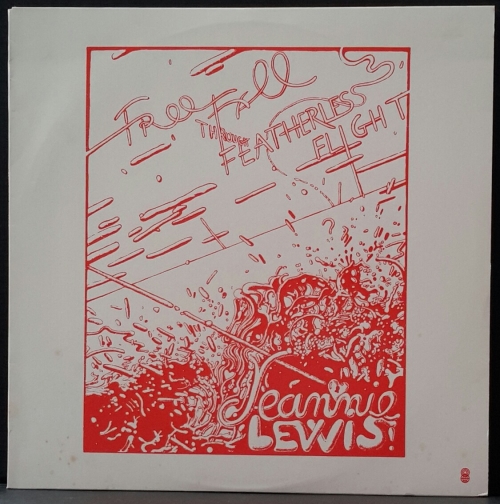 Free Fall
THROUGH
FEATHERLESS
FLIGHT
?
Jeannie
LEWIS!